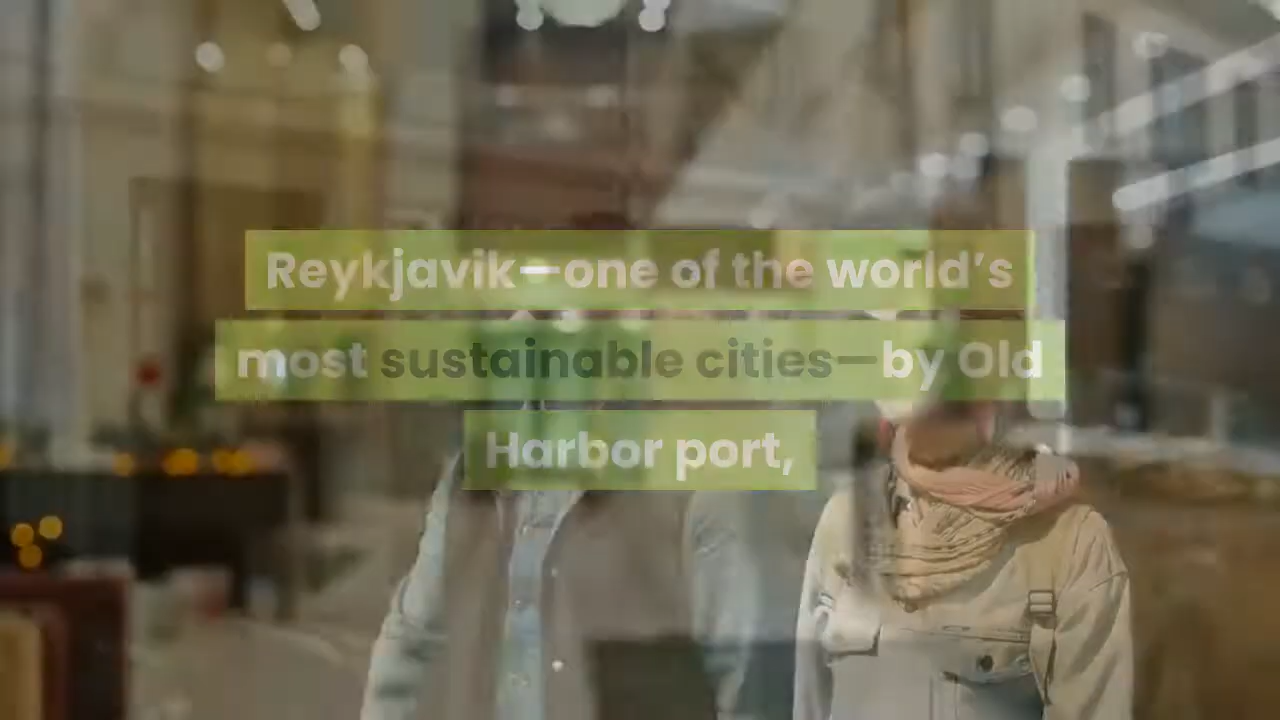 Reykjavik—one of the world’s
most sustainable cities—by Old
Harbor port,